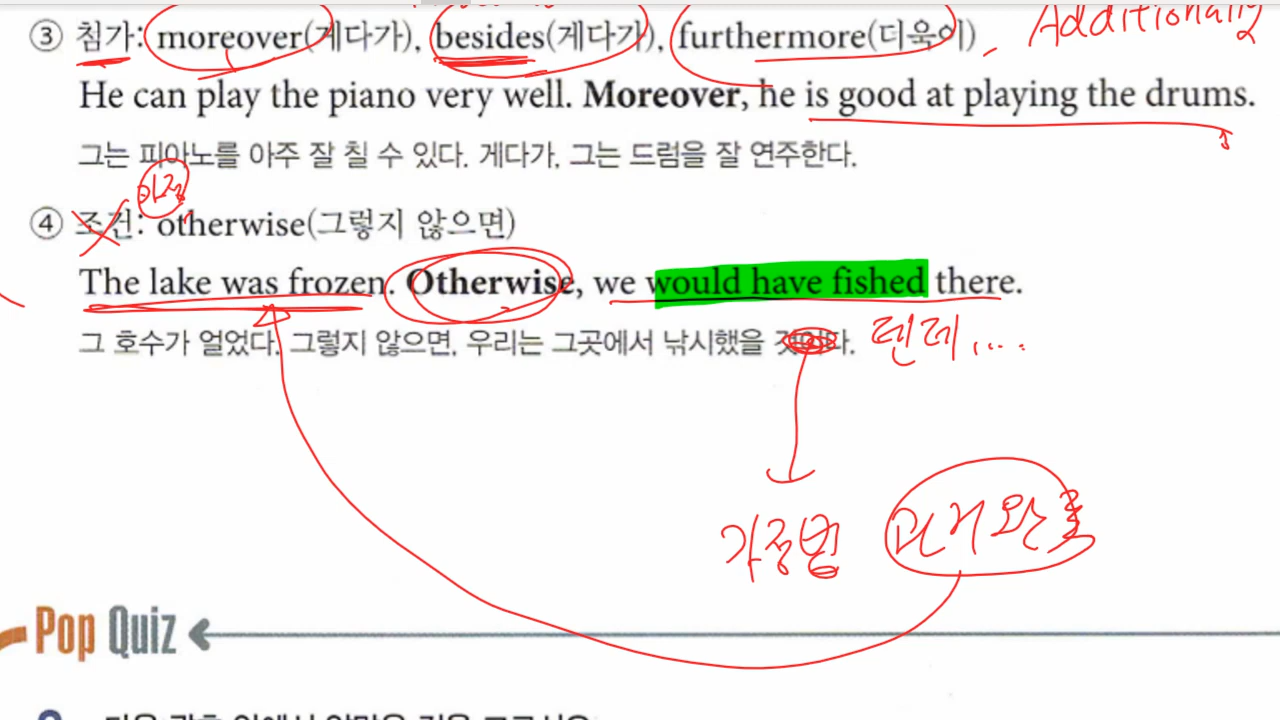 ③ 첨가: moreover(게다가), besides(게다가), furthermore(더욱이), Additionally
He can play the piano very well. Moreover, he is good at playing the drums.
그는 피아노를 아주 잘 칠 수 있다. 게다가, 그는 드럼을 잘 연주한다.
④ 조건: otherwise(그렇지 않으면)
The lake was frozen. Otherwise, we would have fished there.
그 호수가 얼었다. 그렇지 않으면, 우리는 그곳에서 낚시했을 것이다. 텐데....
가정법 과거완료
Pop Quiz